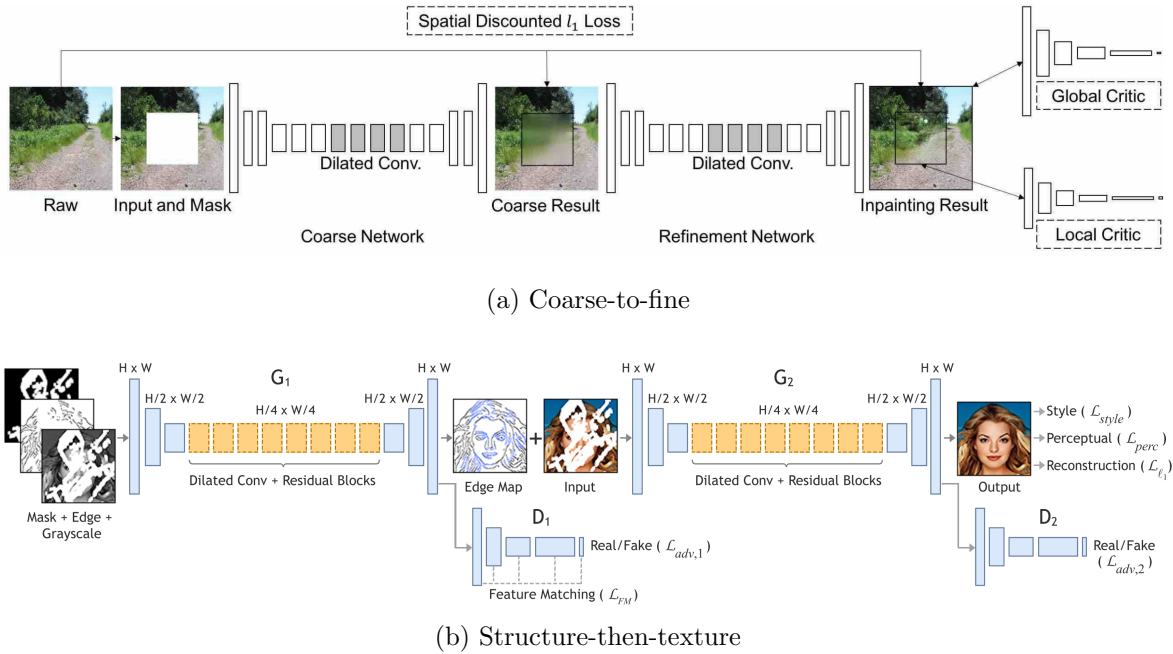 Spatial Discounted l₁ Loss
Global Critic
Dilated Conv.
Dilated Conv.
Raw
Input and Mask
Coarse Result
Inpainting Result
Local Critic
Coarse Network
Refinement Network
(a) Coarse-to-fine
H x W
G₁
H x W
H x W
G₂
H x W
H/2 x W/2
H/2 x W/2
H/2 x W/2
H/2 x W/2
H/4 x W/4
H/4 x W/4
Style ( ℒstyle)
Perceptual ( ℒperc)
Reconstruction ( ℒℓ₁)
Dilated Conv + Residual Blocks
Edge Map
+
Input
Dilated Conv + Residual Blocks
Output
Mask + Edge +
Grayscale
D₁
Real/Fake ( ℒadv,1)
Feature Matching ( ℒFM)
D₂
Real/Fake
( ℒadv,2)
(b) Structure-then-texture